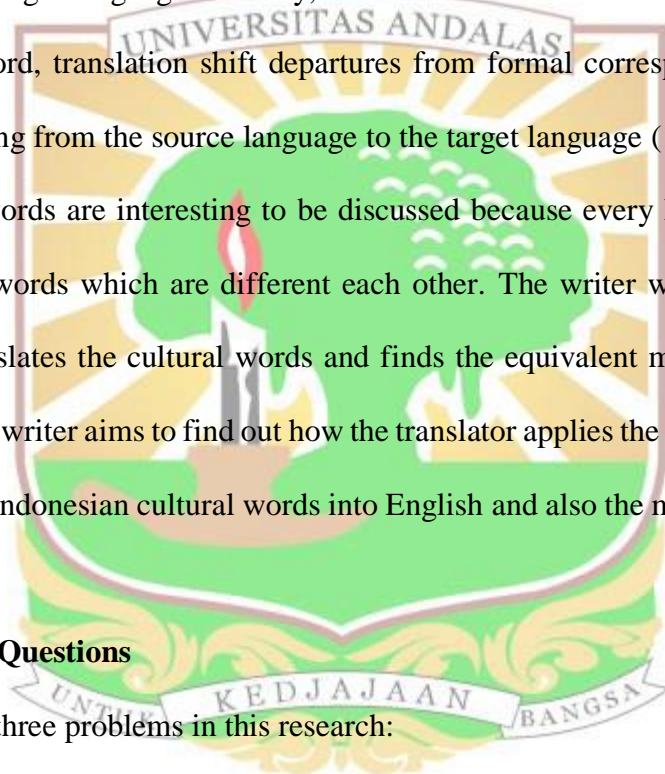 UNIVERSITAS ANDALAS
ord, translation shift departures from formal corresp
ng from the source language to the target language (
ords are interesting to be discussed because every
words which are different each other. The writer w
slates the cultural words and finds the equivalent m
writer aims to find out how the translator applies the
ndonesian cultural words into English and also the
Questions
UNTUK KEDJAJAAN BANGSA
three problems in this research: